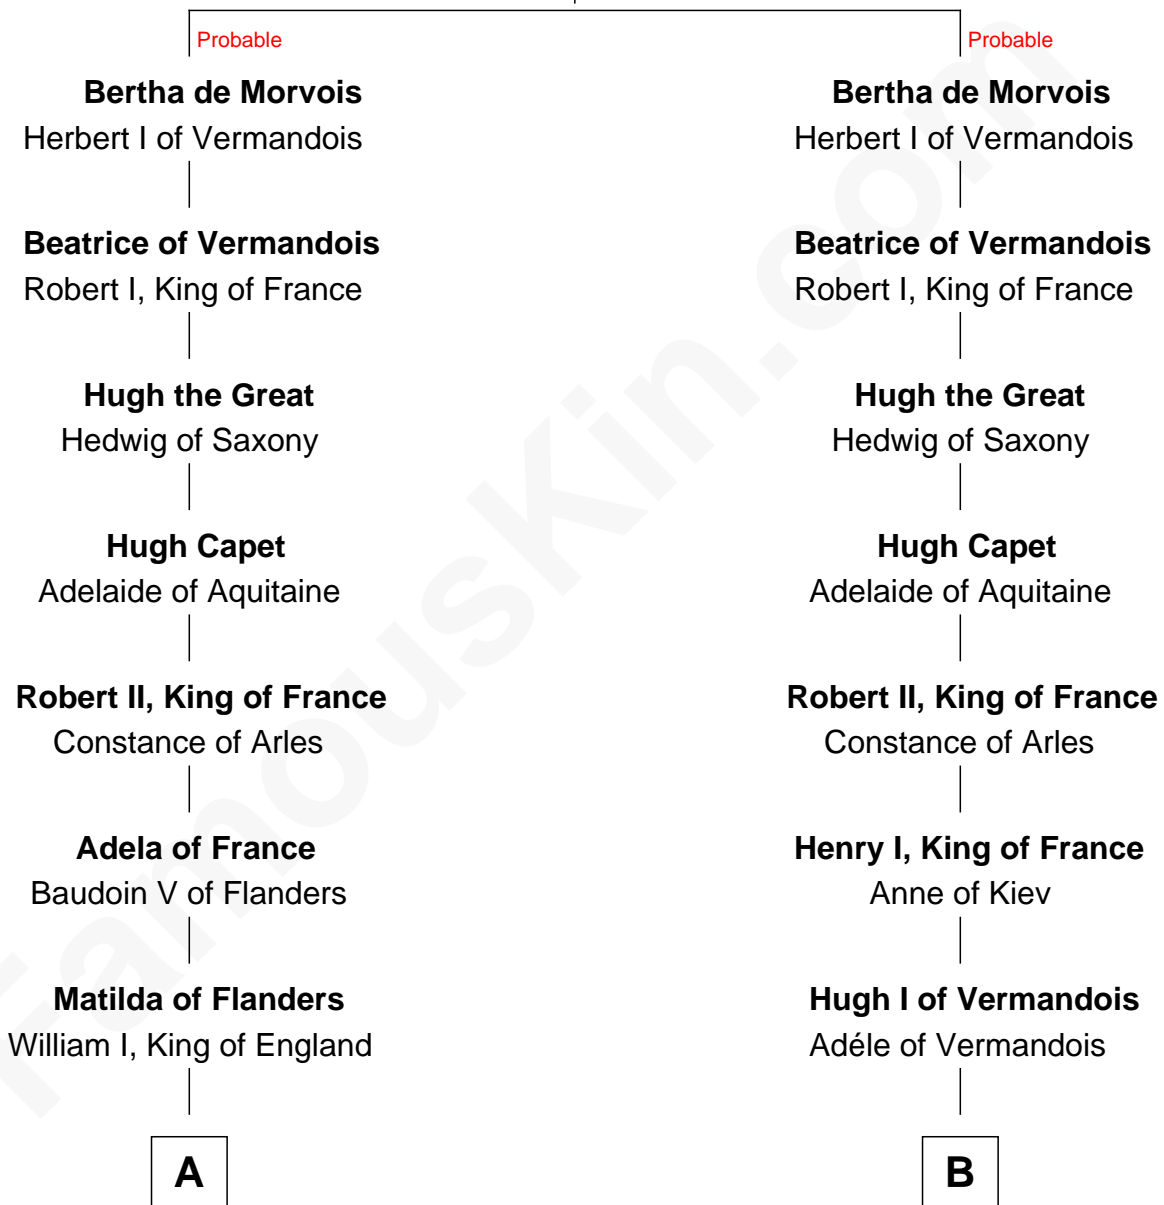 Probable
Bertha de Morvois
Herbert I of Vermandois
Beatrice of Vermandois
Robert I, King of France
Hugh the Great
Hedwig of Saxony
Hugh Capet
Adelaide of Aquitaine
Robert II, King of France
Constance of Arles
Adela of France
Baudoin V of Flanders
Matilda of Flanders
William I, King of England
A
Probable
Bertha de Morvois
Herbert I of Vermandois
Beatrice of Vermandois
Robert I, King of France
Hugh the Great
Hedwig of Saxony
Hugh Capet
Adelaide of Aquitaine
Robert II, King of France
Constance of Arles
Henry I, King of France
Anne of Kiev
Hugh I of Vermandois
Adéle of Vermandois
B
FamousKin.com